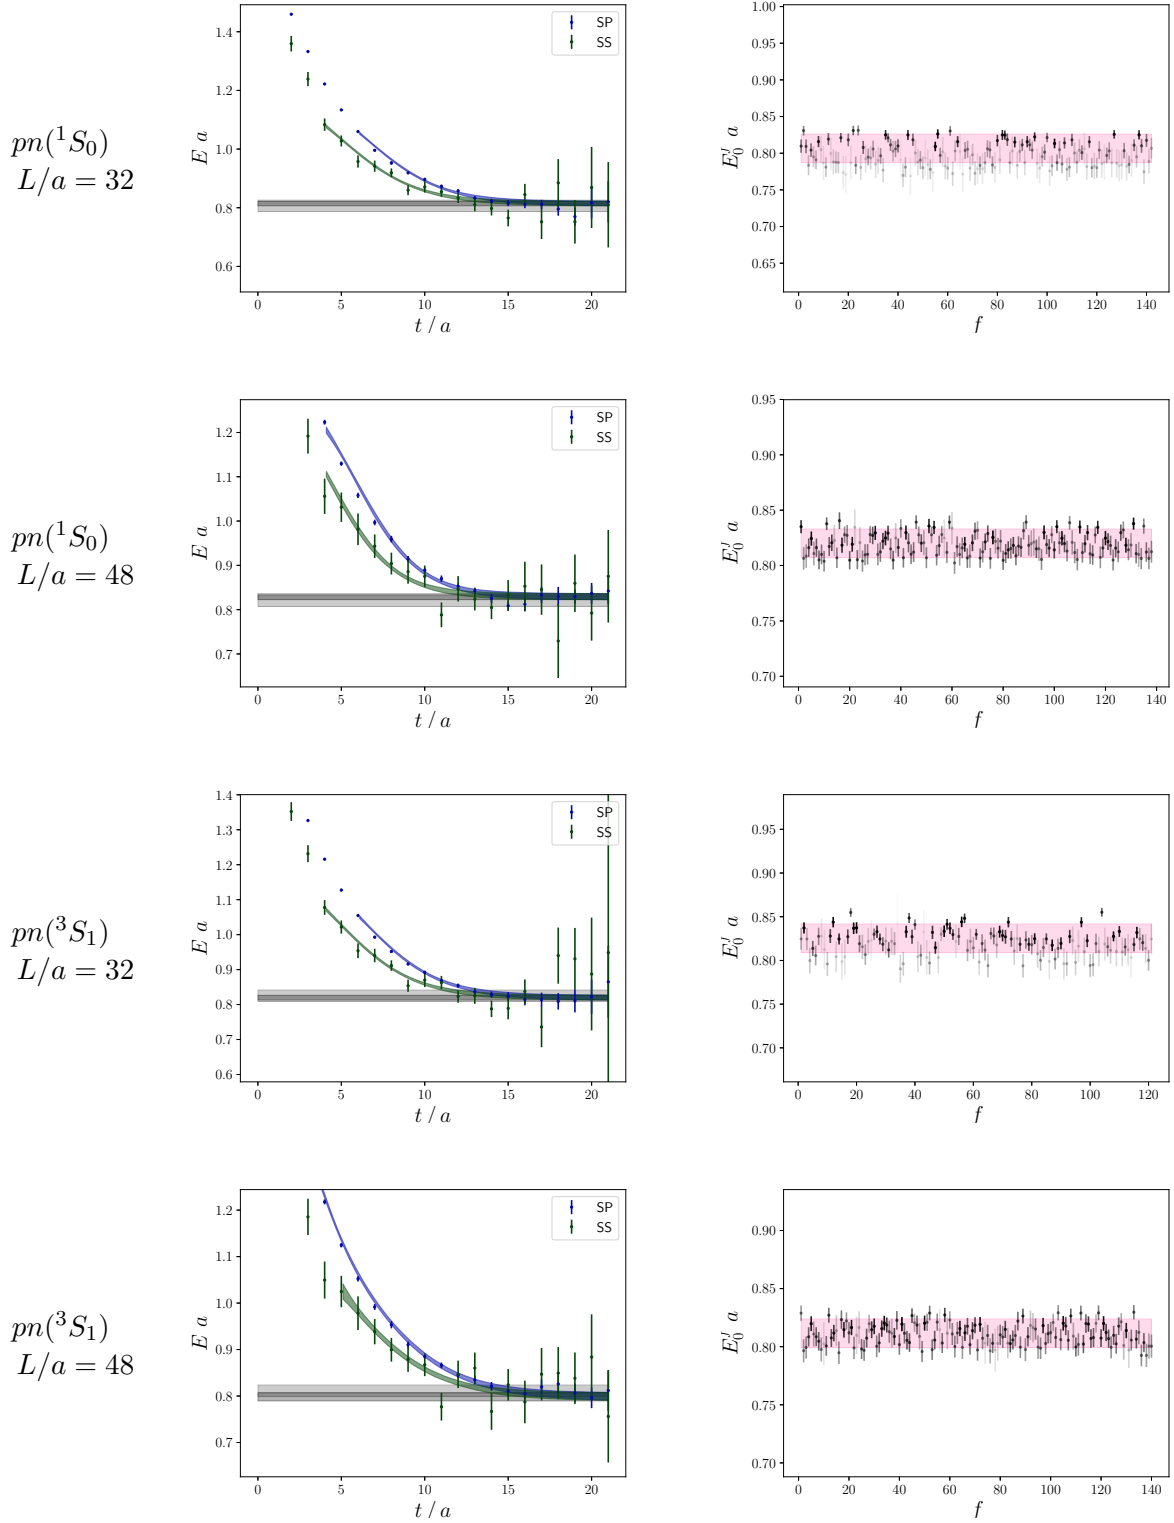 pn(¹S₀)
L/a = 32
E a
1.4
1.2
1.0
0.8
0.6
SP
SS
0 5 10 15 20
t / a
E₀ᶠ a
1.00
0.95
0.90
0.85
0.80
0.75
0.70
0.65
0 20 40 60 80 100 120 140
f
pn(¹S₀)
L/a = 48
E a
1.2
1.1
1.0
0.9
0.8
0.7
SP
SS
0 5 10 15 20
t / a
E₀ᶠ a
0.95
0.90
0.85
0.80
0.75
0.70
0 20 40 60 80 100 120 140
f
pn(³S₁)
L/a = 32
E a
1.4
1.3
1.2
1.1
1.0
0.9
0.8
0.7
0.6
SP
SS
0 5 10 15 20
t / a
E₀ᶠ a
0.95
0.90
0.85
0.80
0.75
0.70
0 20 40 60 80 100 120
f
pn(³S₁)
L/a = 48
E a
1.2
1.1
1.0
0.9
0.8
0.7
SP
SS
0 5 10 15 20
t / a
E₀ᶠ a
0.90
0.85
0.80
0.75
0.70
0 20 40 60 80 100 120 140
f